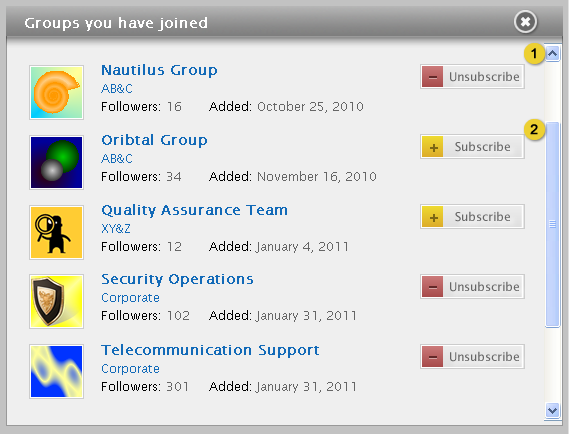 Groups you have joined
1
Nautilus Group
Unsubscribe
AB&C
Followers: 16 Added: October 25, 2010
2
Oribtal Group
Subscribe
AB&C
Followers: 34 Added: November 16, 2010
Quality Assurance Team
Subscribe
XY&Z
Followers: 12 Added: January 4, 2011
Security Operations
Unsubscribe
Corporate
Followers: 102 Added: January 31, 2011
Telecommunication Support
Unsubscribe
Corporate
Followers: 301 Added: January 31, 2011